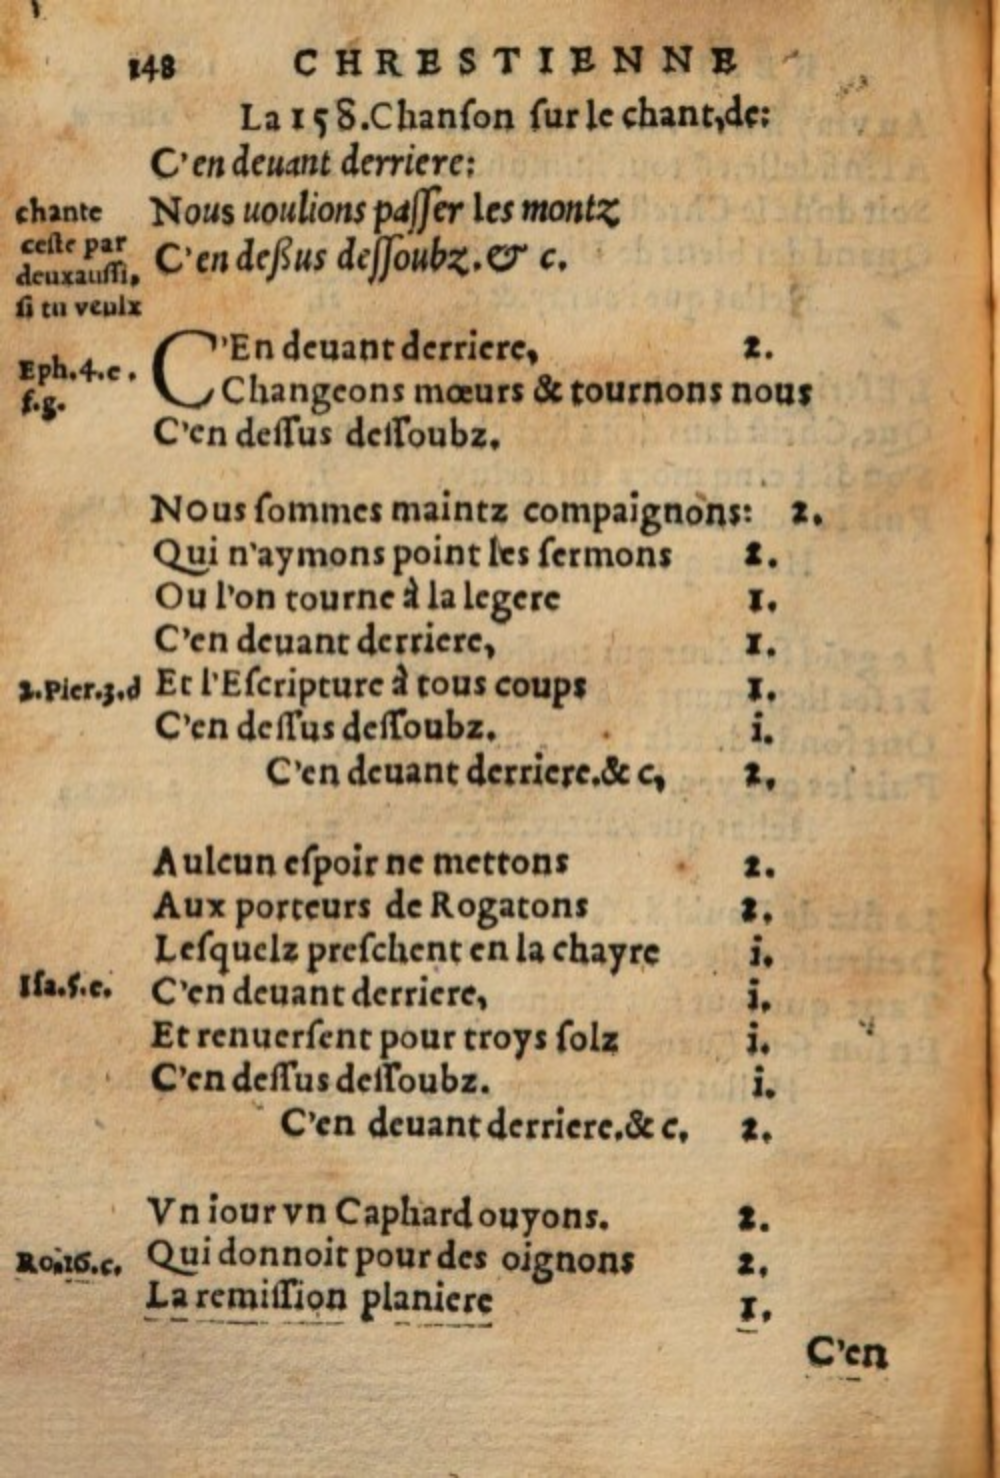 148 CHRESTIENNE
La 158.Chanſon ſur le chant,de:
C'en deuant derriere:
Nous uoulions paſſer les montz
C'en deßus deſſoubz.& c.
chante
ceſte par
deuxauſſi,
ſi tu veulx
Eph.4.e.
f.g.
C'En deuant derriere, 2.
Changeons mœurs & tournons nous
C'en deſſus deſſoubz.
Nous ſommes maintz compaignons: 2.
Qui n'aymons point les ſermons 2.
Ou l'on tourne à la legere 1.
C'en deuant derriere, 1.
2.Pier.3.d Et l'Eſcripture à tous coups 1.
C'en deſſus deſſoubz. i.
C'en deuant derriere.& c, 2.
Aulcun eſpoir ne mettons 2.
Aux porteurs de Rogatons 2.
Leſquelz preſchent en la chayre i.
Iſa.5.e. C'en deuant derriere, i.
Et renuerſent pour troys ſolz i.
C'en deſſus deſſoubz. i.
C'en deuant derriere.& c. 2.
Vn iour vn Caphard ouyons. 2.
Ro.16.c. Qui donnoit pour des oignons 2.
La remiſſion planiere 1.
C'en